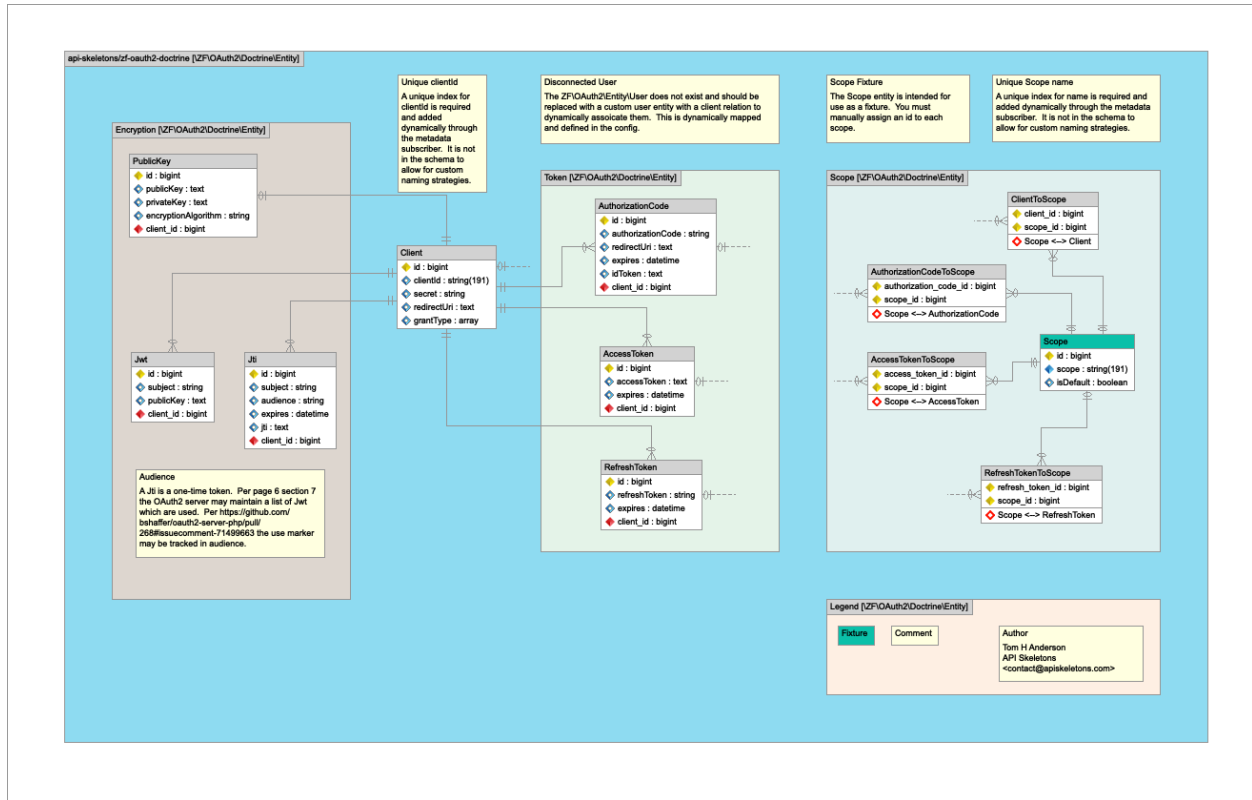 api-skeletons/zf-oauth2-doctrine [\ZF\OAuth2\Doctrine\Entity]
Unique clientId
A unique index for
clientId is required
and added
dynamically through
the metadata
subscriber. It is not
in the schema to
allow for custom
naming strategies.
Disconnected User
The ZF\OAuth2\Entity\User does not exist and should be
replaced with a custom user entity with a client relation to
dynamically assoicate them. This is dynamically mapped
and defined in the config.
Scope Fixture
The Scope entity is intended for
use as a fixture. You must
manually assign an id to each
scope.
Unique Scope name
A unique index for name is required and
added dynamically through the metadata
subscriber. It is not in the schema to
allow for custom naming strategies.
Encryption [\ZF\OAuth2\Doctrine\Entity]
PublicKey
id : bigint
publicKey : text
privateKey : text
encryptionAlgorithm : string
client_id : bigint
Client
id : bigint
clientId : string(191)
secret : string
redirectUri : text
grantType : array
Jwt
id : bigint
subject : string
publicKey : text
client_id : bigint
Jti
id : bigint
subject : string
audience : string
expires : datetime
jti : text
client_id : bigint
Audience
A Jti is a one-time token. Per page 6 section 7
the OAuth2 server may maintain a list of Jwt
which are used. Per https://github.com/
bshaffer/oauth2-server-php/pull/
268#issuecomment-71499663 the use marker
may be tracked in audience.
Token [\ZF\OAuth2\Doctrine\Entity]
AuthorizationCode
id : bigint
authorizationCode : string
redirectUri : text
expires : datetime
idToken : text
client_id : bigint
AccessToken
id : bigint
accessToken : text
expires : datetime
client_id : bigint
RefreshToken
id : bigint
refreshToken : string
expires : datetime
client_id : bigint
Scope [\ZF\OAuth2\Doctrine\Entity]
ClientToScope
client_id : bigint
scope_id : bigint
Scope <--> Client
AuthorizationCodeToScope
authorization_code_id : bigint
scope_id : bigint
Scope <--> AuthorizationCode
Scope
id : bigint
scope : string(191)
isDefault : boolean
AccessTokenToScope
access_token_id : bigint
scope_id : bigint
Scope <--> AccessToken
RefreshTokenToScope
refresh_token_id : bigint
scope_id : bigint
Scope <--> RefreshToken
Legend [\ZF\OAuth2\Doctrine\Entity]
Fixture
Comment
Author
Tom H Anderson
API Skeletons
<contact@apiskeletons.com>